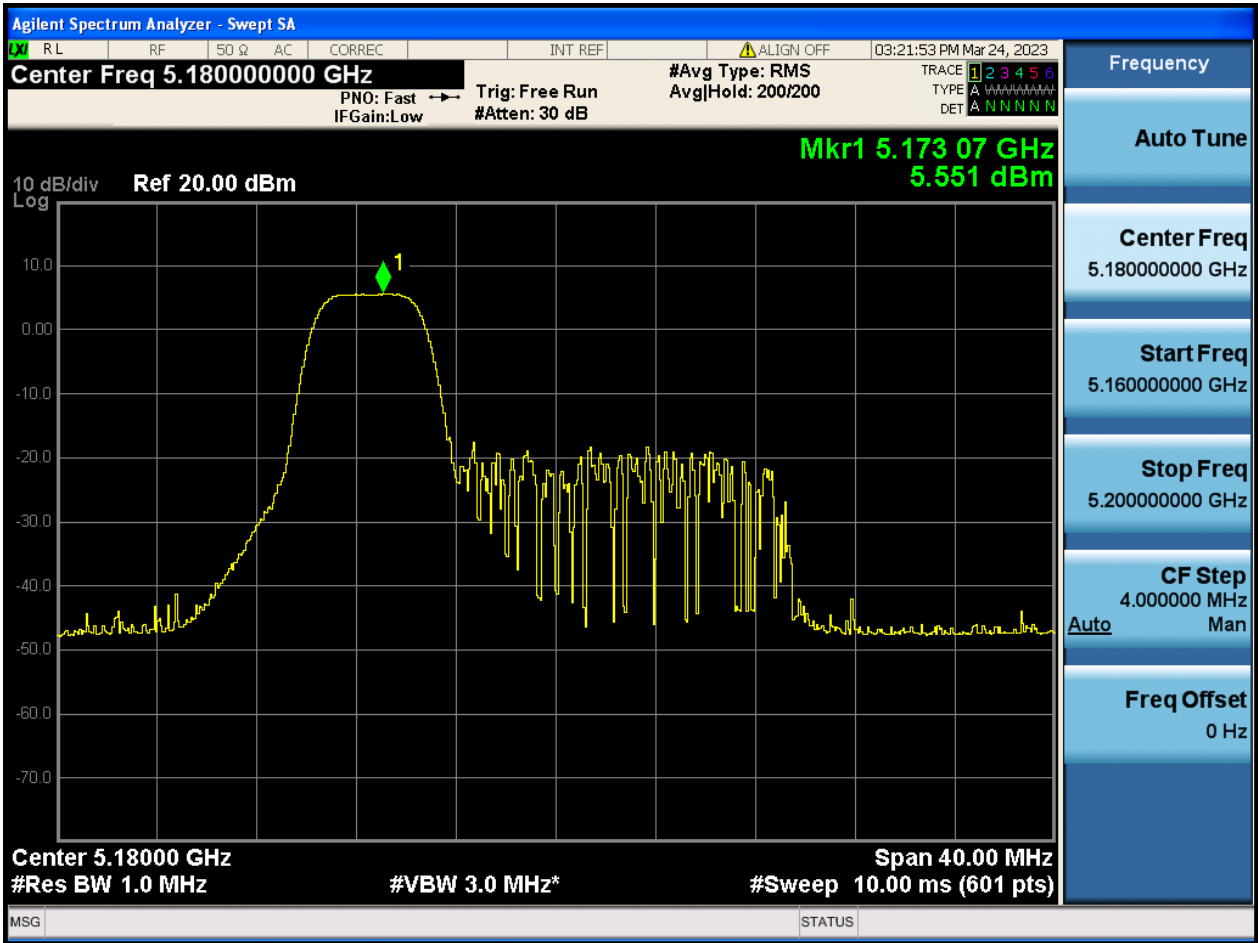 Agilent Spectrum Analyzer - Swept SA
LXI RL RF 50 Ω AC CORREC INT REF ALIGN OFF 03:21:53 PM Mar 24, 2023
Center Freq 5.180000000 GHz
PNO: Fast
IFGain:Low
Trig: Free Run
#Atten: 30 dB
#Avg Type: RMS
Avg|Hold: 200/200
TRACE 1 2 3 4 5 6
TYPE A WWWWW
DET A N N N N N
Mkr1 5.173 07 GHz
5.551 dBm
10 dB/div Ref 20.00 dBm
Log
1
10.0
0.00
-10.0
-20.0
-30.0
-40.0
-50.0
-60.0
-70.0
Center 5.18000 GHz Span 40.00 MHz
#Res BW 1.0 MHz #VBW 3.0 MHz* #Sweep 10.00 ms (601 pts)
MSG STATUS
Frequency
Auto Tune
Center Freq
5.180000000 GHz
Start Freq
5.160000000 GHz
Stop Freq
5.200000000 GHz
CF Step
4.000000 MHz
Auto Man
Freq Offset
0 Hz